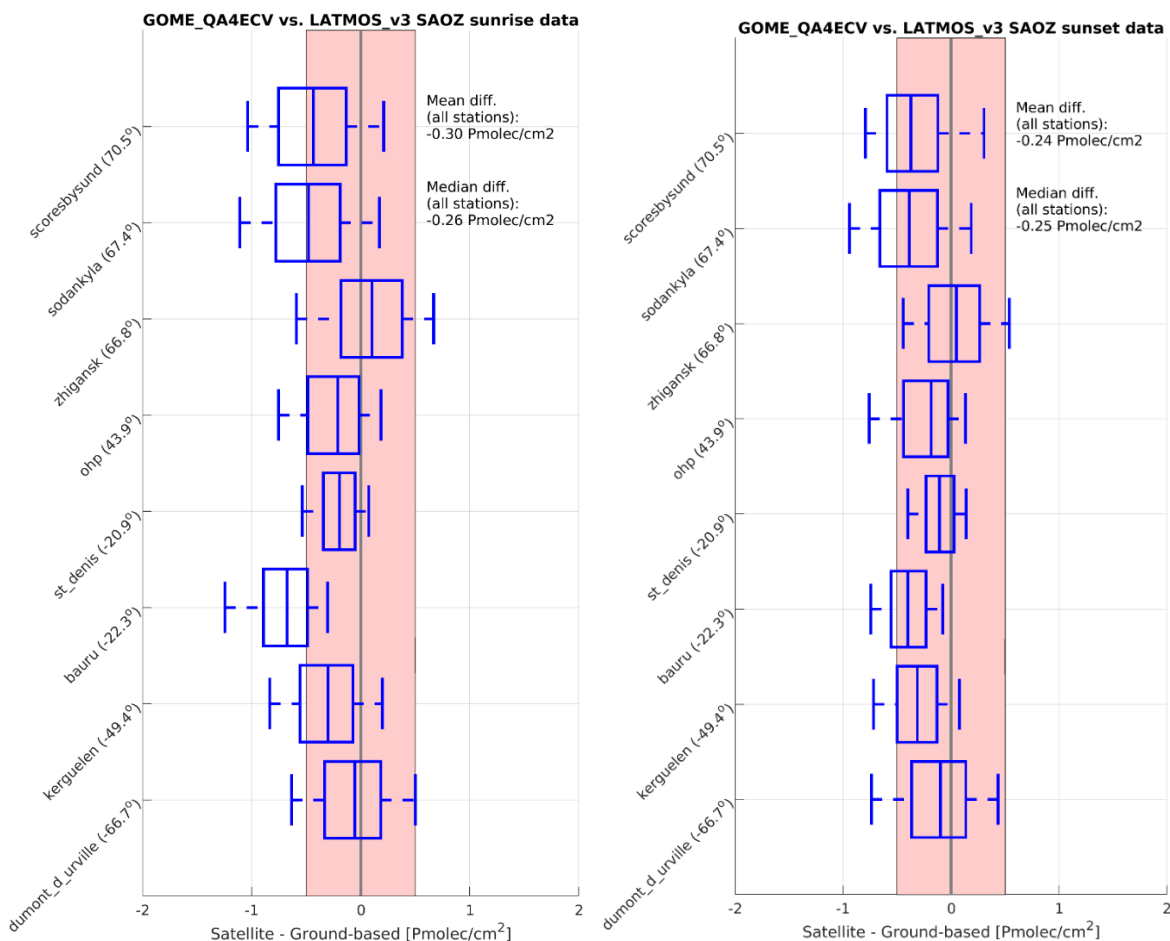 GOME_QA4ECV vs. LATMOS_v3 SAOZ sunrise data
Mean diff.
(all stations):
-0.30 Pmolec/cm2
Median diff.
(all stations):
-0.26 Pmolec/cm2
scoresbysund (70.5°)
sodankyla (67.4°)
zhigansk (66.8°)
ohp (43.9°)
st_denis (-20.9°)
bauru (-22.3°)
kerguelen (-49.4°)
dumont_d_urville (-66.7°)
-2
-1
0
1
2
Satellite - Ground-based [Pmolec/cm²]
GOME_QA4ECV vs. LATMOS_v3 SAOZ sunset data
Mean diff.
(all stations):
-0.24 Pmolec/cm2
Median diff.
(all stations):
-0.25 Pmolec/cm2
scoresbysund (70.5°)
sodankyla (67.4°)
zhigansk (66.8°)
ohp (43.9°)
st_denis (-20.9°)
bauru (-22.3°)
kerguelen (-49.4°)
dumont_d_urville (-66.7°)
-2
-1
0
1
2
Satellite - Ground-based [Pmolec/cm²]